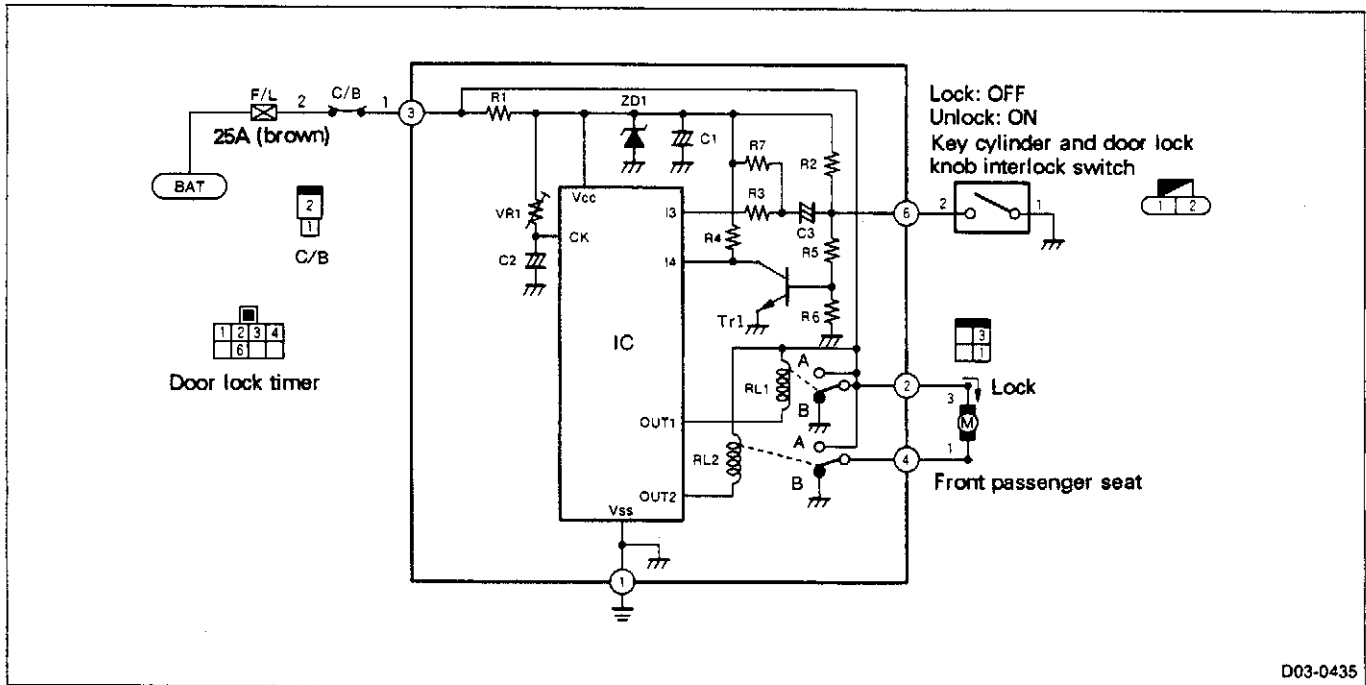 F/L
2
C/B
1
3
25A (brown)
BAT
2
1
C/B
1 2 3 4
6
Door lock timer
R1
ZD1
C1
R7
R2
R3
VR1
Vcc
I3
C3
CK
R4
R5
C2
I4
Tr1
R6
IC
RL1
A
B
OUT1
RL2
A
B
OUT2
Vss
1
Lock: OFF
Unlock: ON
Key cylinder and door lock
knob interlock switch
6
2
1
1 2
3
1
2
Lock
3
M
4
1
Front passenger seat
D03-0435